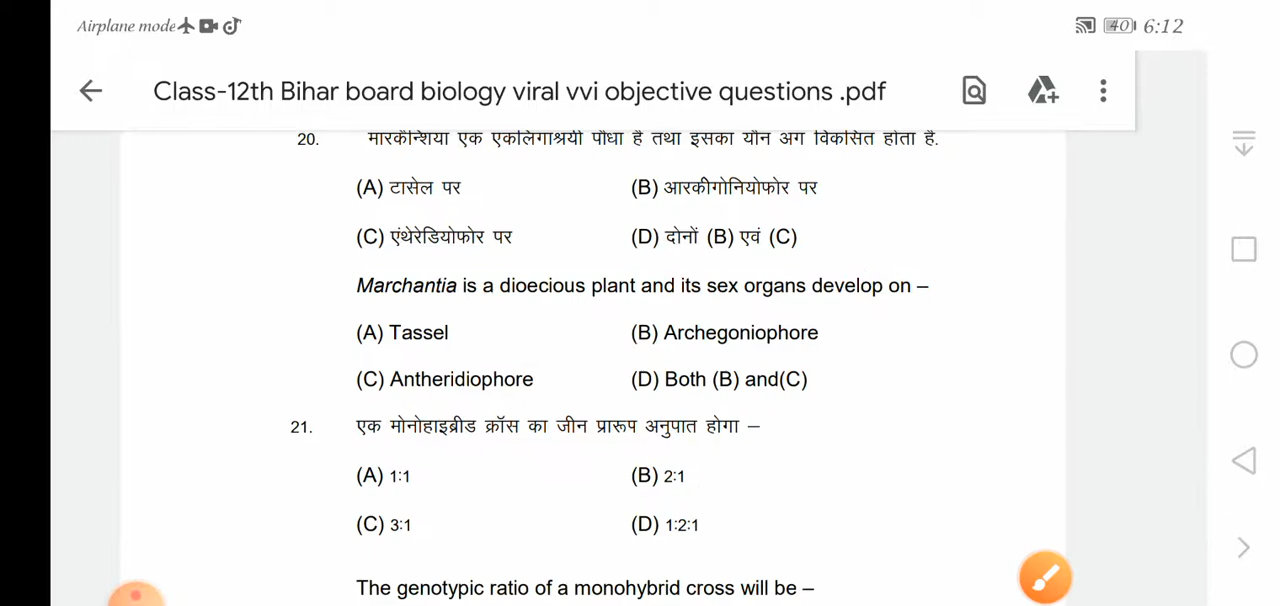 Airplane mode 40 6:12
Class-12th Bihar board biology viral vvi objective questions .pdf
20. मारकेन्शिया एक एकलिंगाश्रयी पौधा है तथा इसका यौन अंग विकसित होता है.
(A) टासेल पर (B) आरकीगोनियोफोर पर
(C) एंथेरेडियोफोर पर (D) दोनों (B) एवं (C)
Marchantia is a dioecious plant and its sex organs develop on –
(A) Tassel (B) Archegoniophore
(C) Antheridiophore (D) Both (B) and(C)
21. एक मोनोहाइब्रीड क्रॉस का जीन प्रारूप अनुपात होगा –
(A) 1:1 (B) 2:1
(C) 3:1 (D) 1:2:1
The genotypic ratio of a monohybrid cross will be –